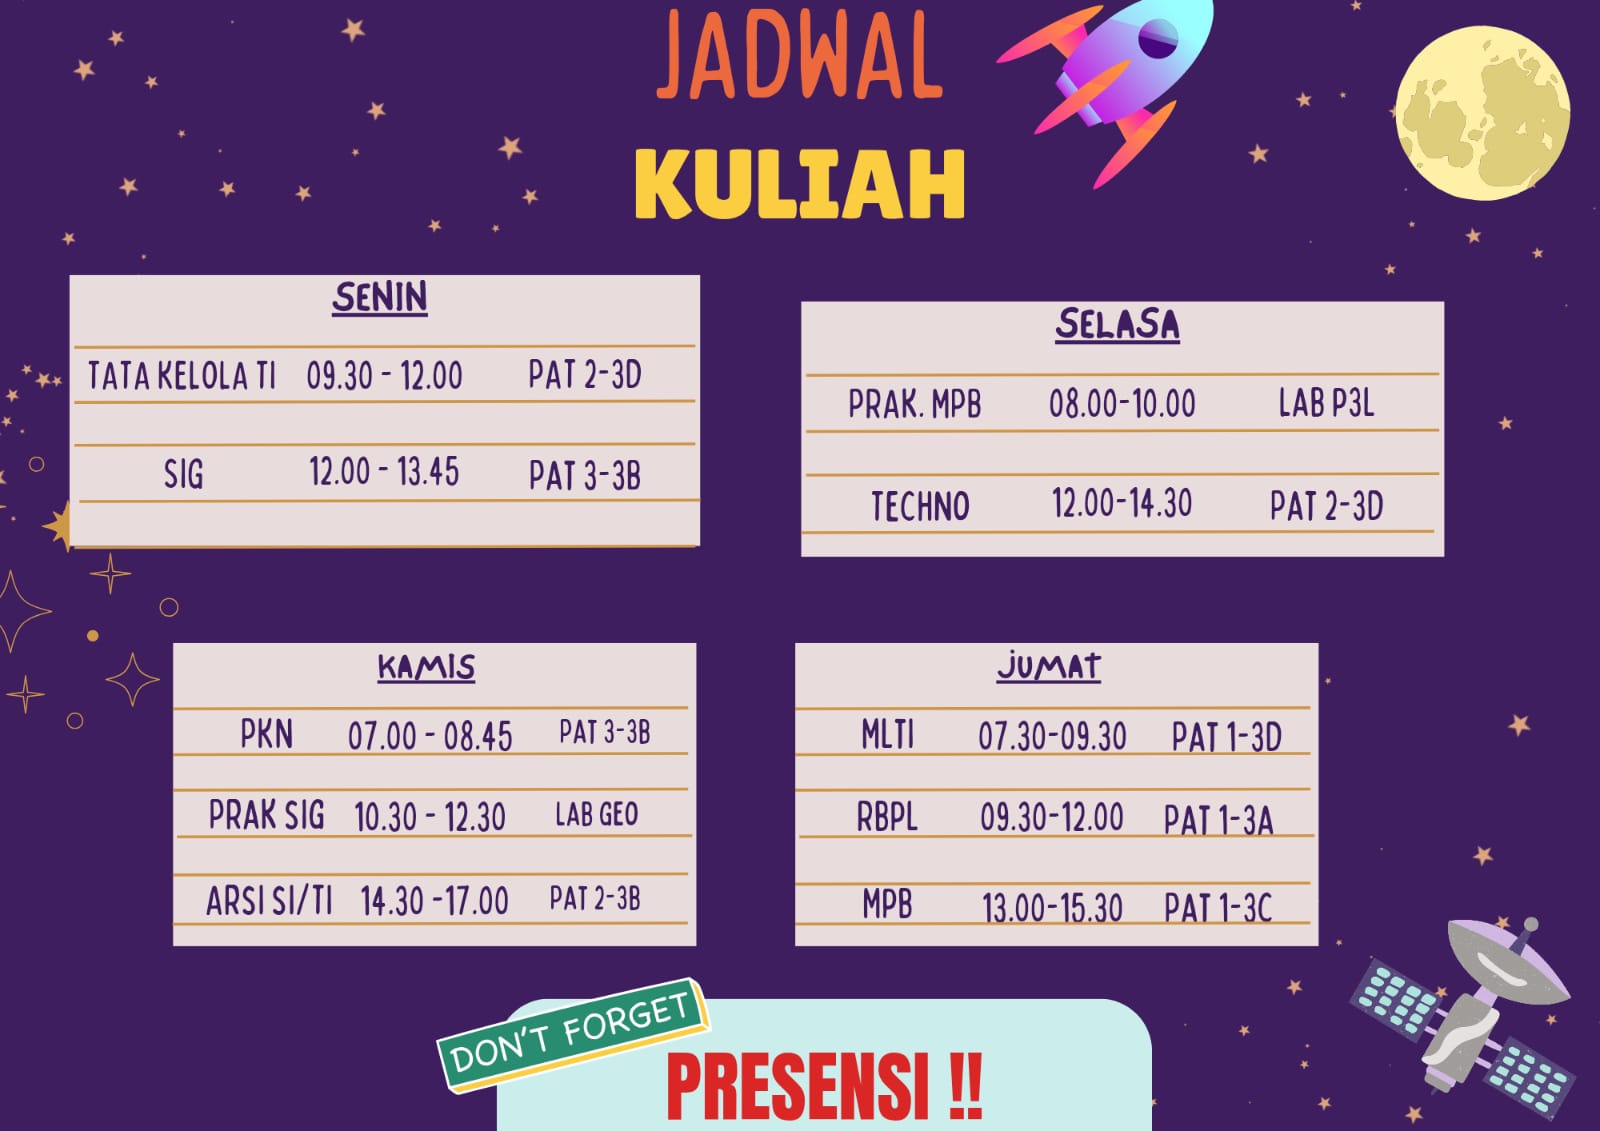 JADWAL
KULIAH
SENIN
TATA KELOLA TI 09.30 - 12.00 PAT 2-3D
SIG 12.00 - 13.45 PAT 3-3B
SELASA
PRAK. MPB 08.00-10.00 LAB P3L
TECHNO 12.00-14.30 PAT 2-3D
KAMIS
PKN 07.00 - 08.45 PAT 3-3B
PRAK SIG 10.30 - 12.30 LAB GEO
ARSI SI/TI 14.30 -17.00 PAT 2-3B
JUMAT
MLTI 07.30-09.30 PAT 1-3D
RBPL 09.30-12.00 PAT 1-3A
MPB 13.00-15.30 PAT 1-3C
DON'T FORGET
PRESENSI !!